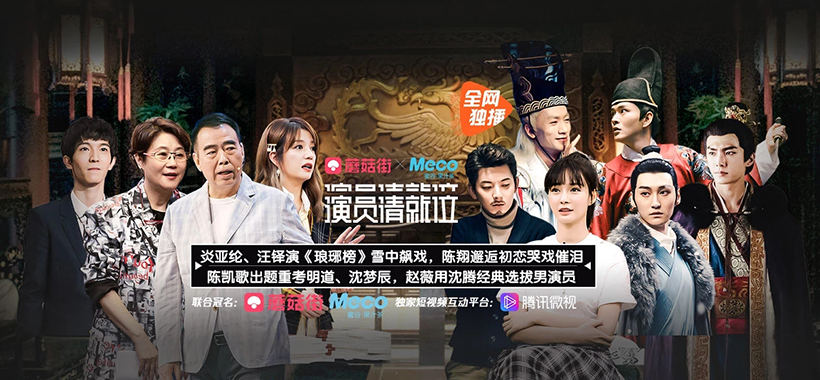 全网
独播
蘑菇街 × Meco
蜜谷·果汁茶
演员请就位
炎亚纶、汪铎演《琅琊榜》雪中飙戏，陈翔邂逅初恋哭戏催泪
陈凯歌出题重考明道、沈梦辰，赵薇用沈腾经典选拔男演员
联合冠名： 蘑菇街 Meco 独家短视频互动平台： 腾讯微视
蜜谷·果汁茶